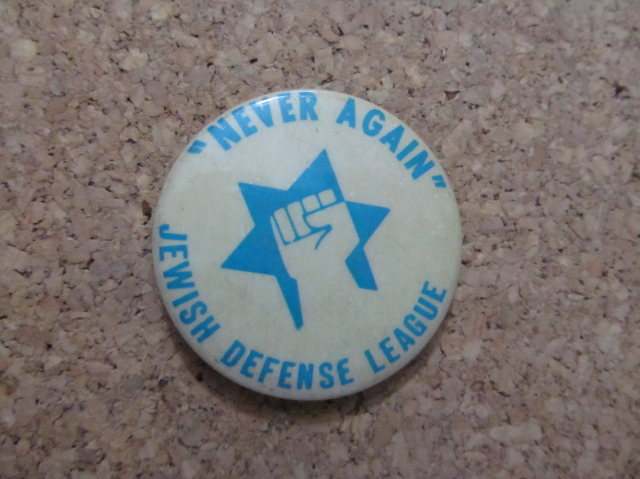 "NEVER AGAIN"
JEWISH DEFENSE LEAGUE